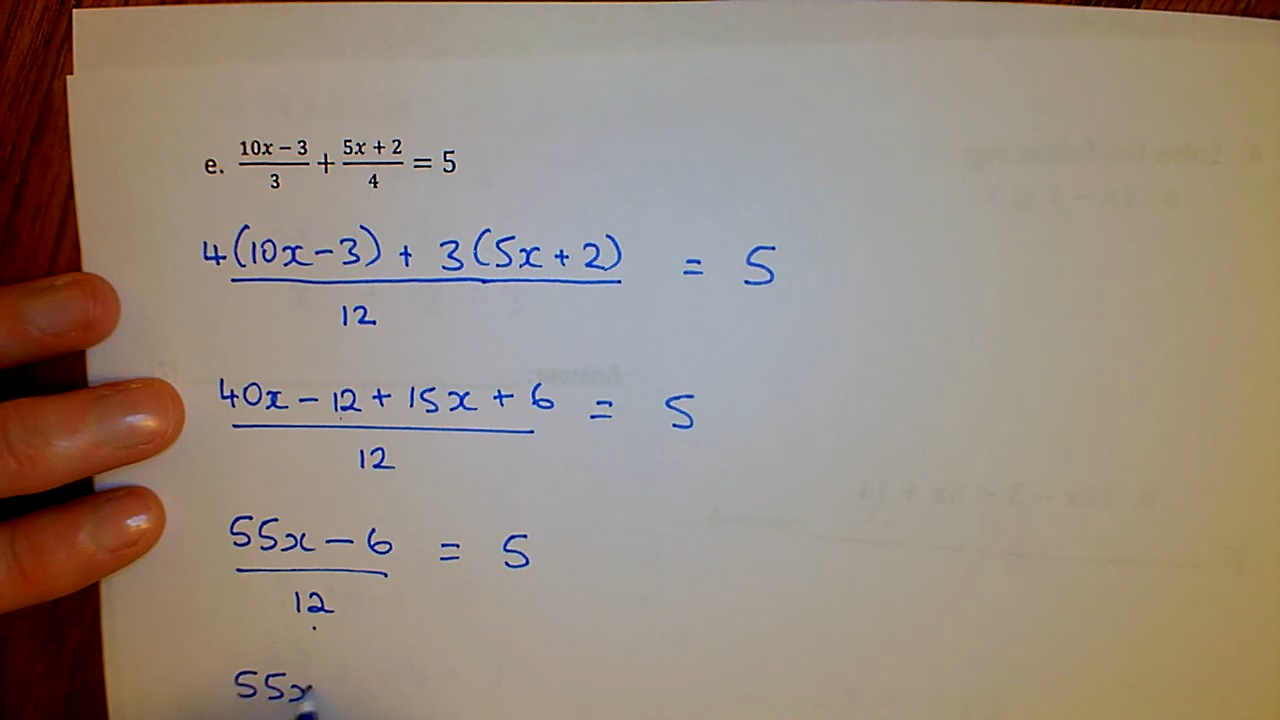 e. (10x − 3)/3 + (5x + 2)/4 = 5
4(10x − 3) + 3(5x + 2) = 5
12
40x − 12 + 15x + 6 = 5
12
55x − 6 = 5
12
55x